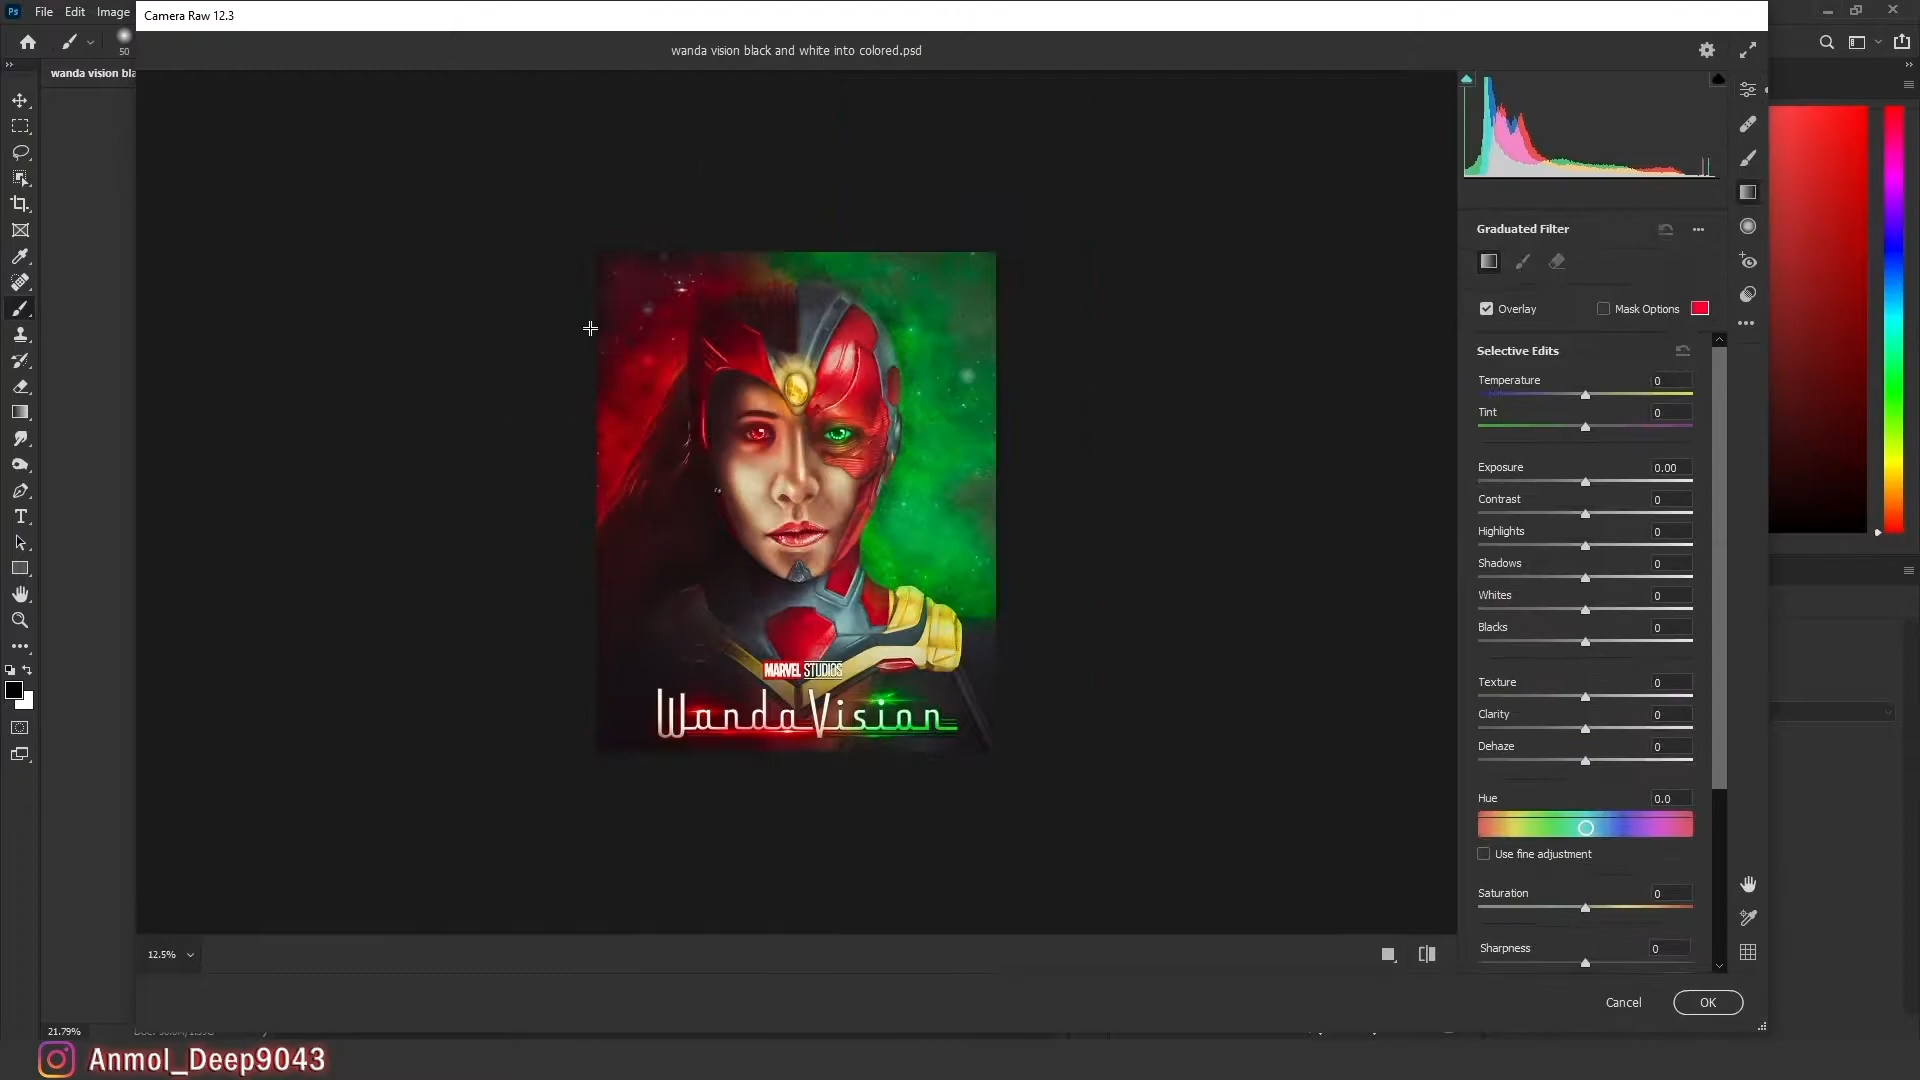 Ps File Edit Image
Camera Raw 12.3
50
wanda vision black and white into colored.psd
wanda vision bla
Graduated Filter
Overlay
Mask Options
Selective Edits
Temperature 0
Tint 0
Exposure 0.00
Contrast 0
Highlights 0
Shadows 0
Whites 0
Blacks 0
Texture 0
Clarity 0
Dehaze 0
Hue 0.0
Use fine adjustment
Saturation 0
Sharpness 0
MARVEL STUDIOS
WandaVision
12.5%
Cancel OK
21.79%
Anmol_Deep9043